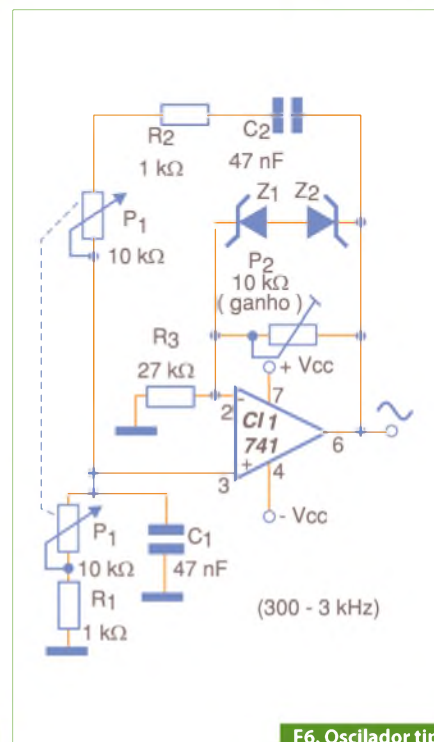 R2
1 kΩ
C2
47 nF
Z1
Z2
P1
10 kΩ
P2
10 kΩ
( ganho )
R3
27 kΩ
+ Vcc
7
2
-
CI 1
741
6
+
3
4
- Vcc
P1
10 kΩ
C1
47 nF
R1
1 kΩ
(300 - 3 kHz)
F6. Oscilador